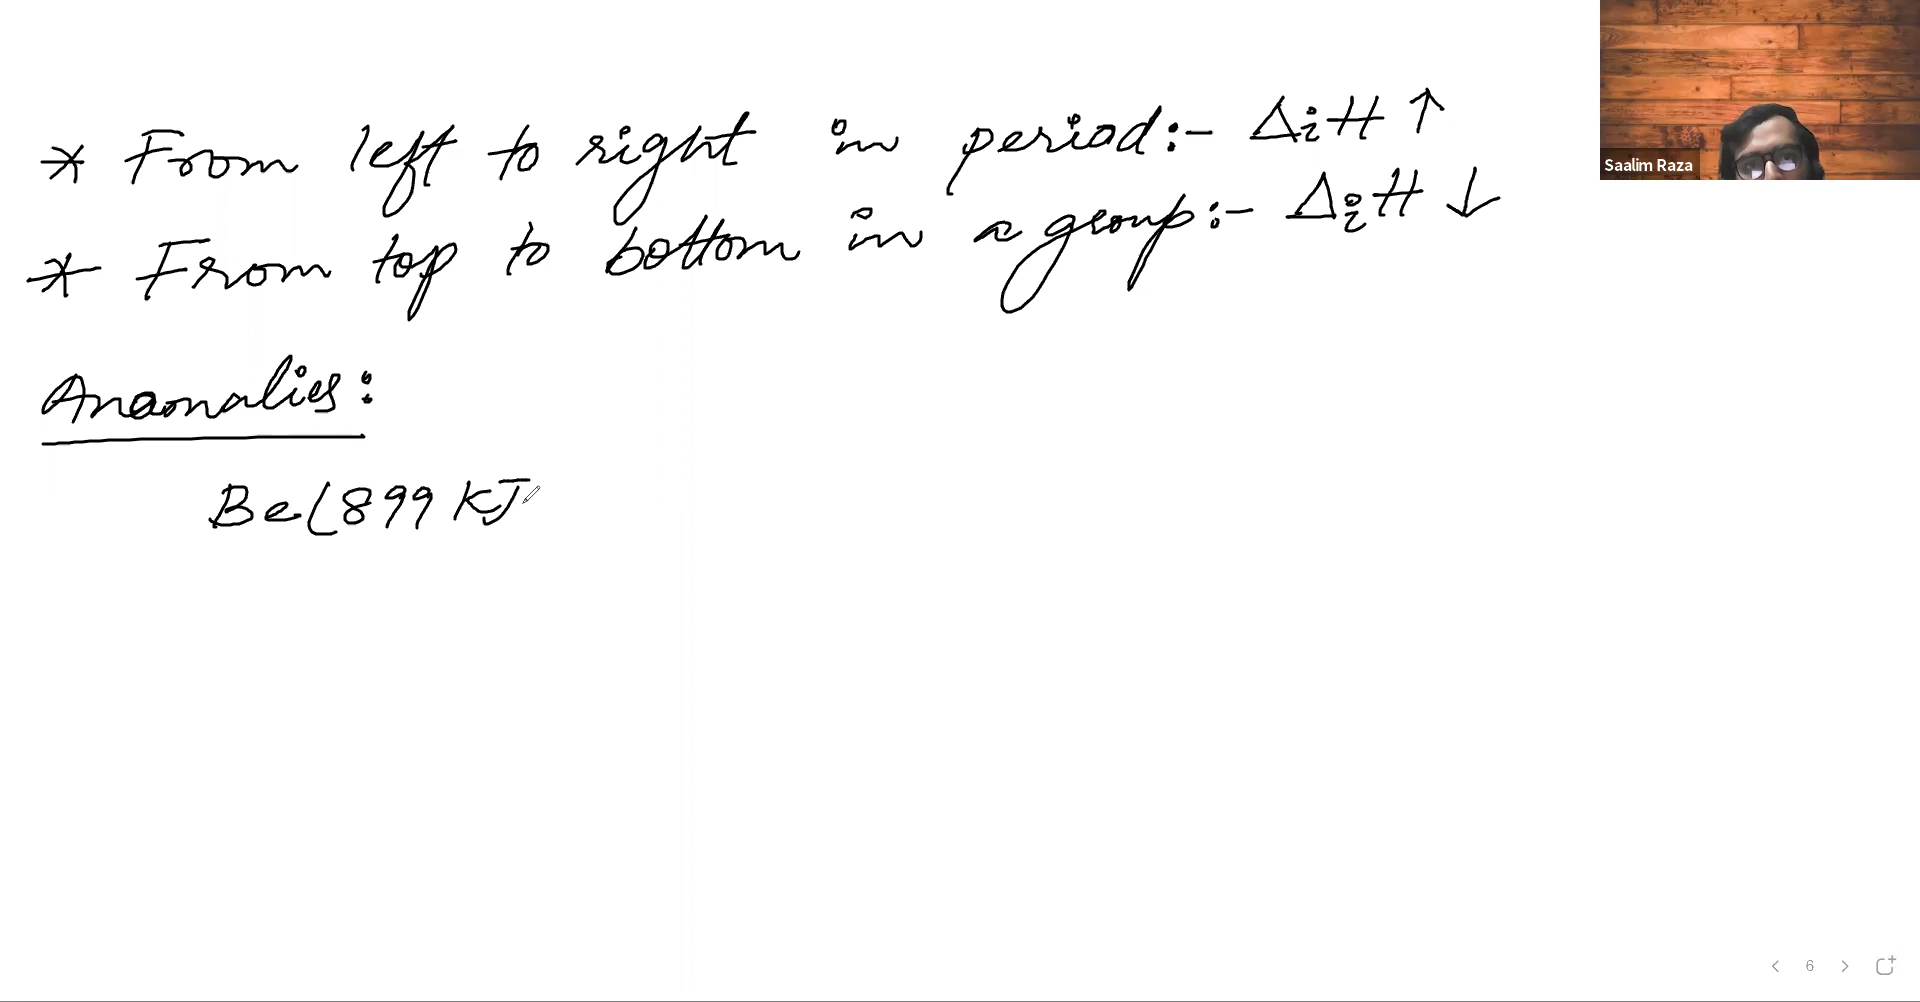 * From left to right in period:- ΔiH ↑
Saalim Raza
* From top to bottom in a group:- ΔiH ↓
Anomalies:
Be(899 KJ
6